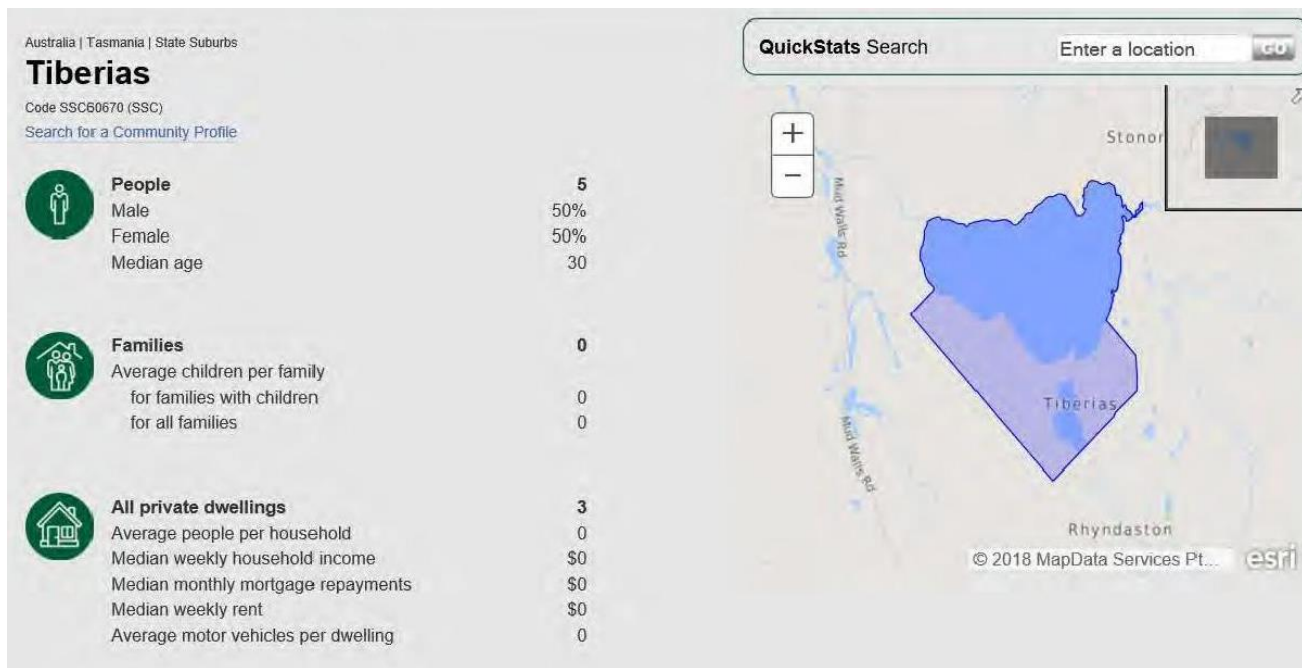 Australia | Tasmania | State Suburbs
Tiberias
Code SSC60670 (SSC)
Search for a Community Profile
People 5
Male 50%
Female 50%
Median age 30
Families 0
Average children per family
for families with children 0
for all families 0
All private dwellings 3
Average people per household 0
Median weekly household income $0
Median monthly mortgage repayments $0
Median weekly rent $0
Average motor vehicles per dwelling 0
QuickStats Search Enter a location GO
+
−
Stonor
Mud Walls Rd
Tiberias
Mud Walls Rd
Rhyndaston
© 2018 MapData Services Pt... esri